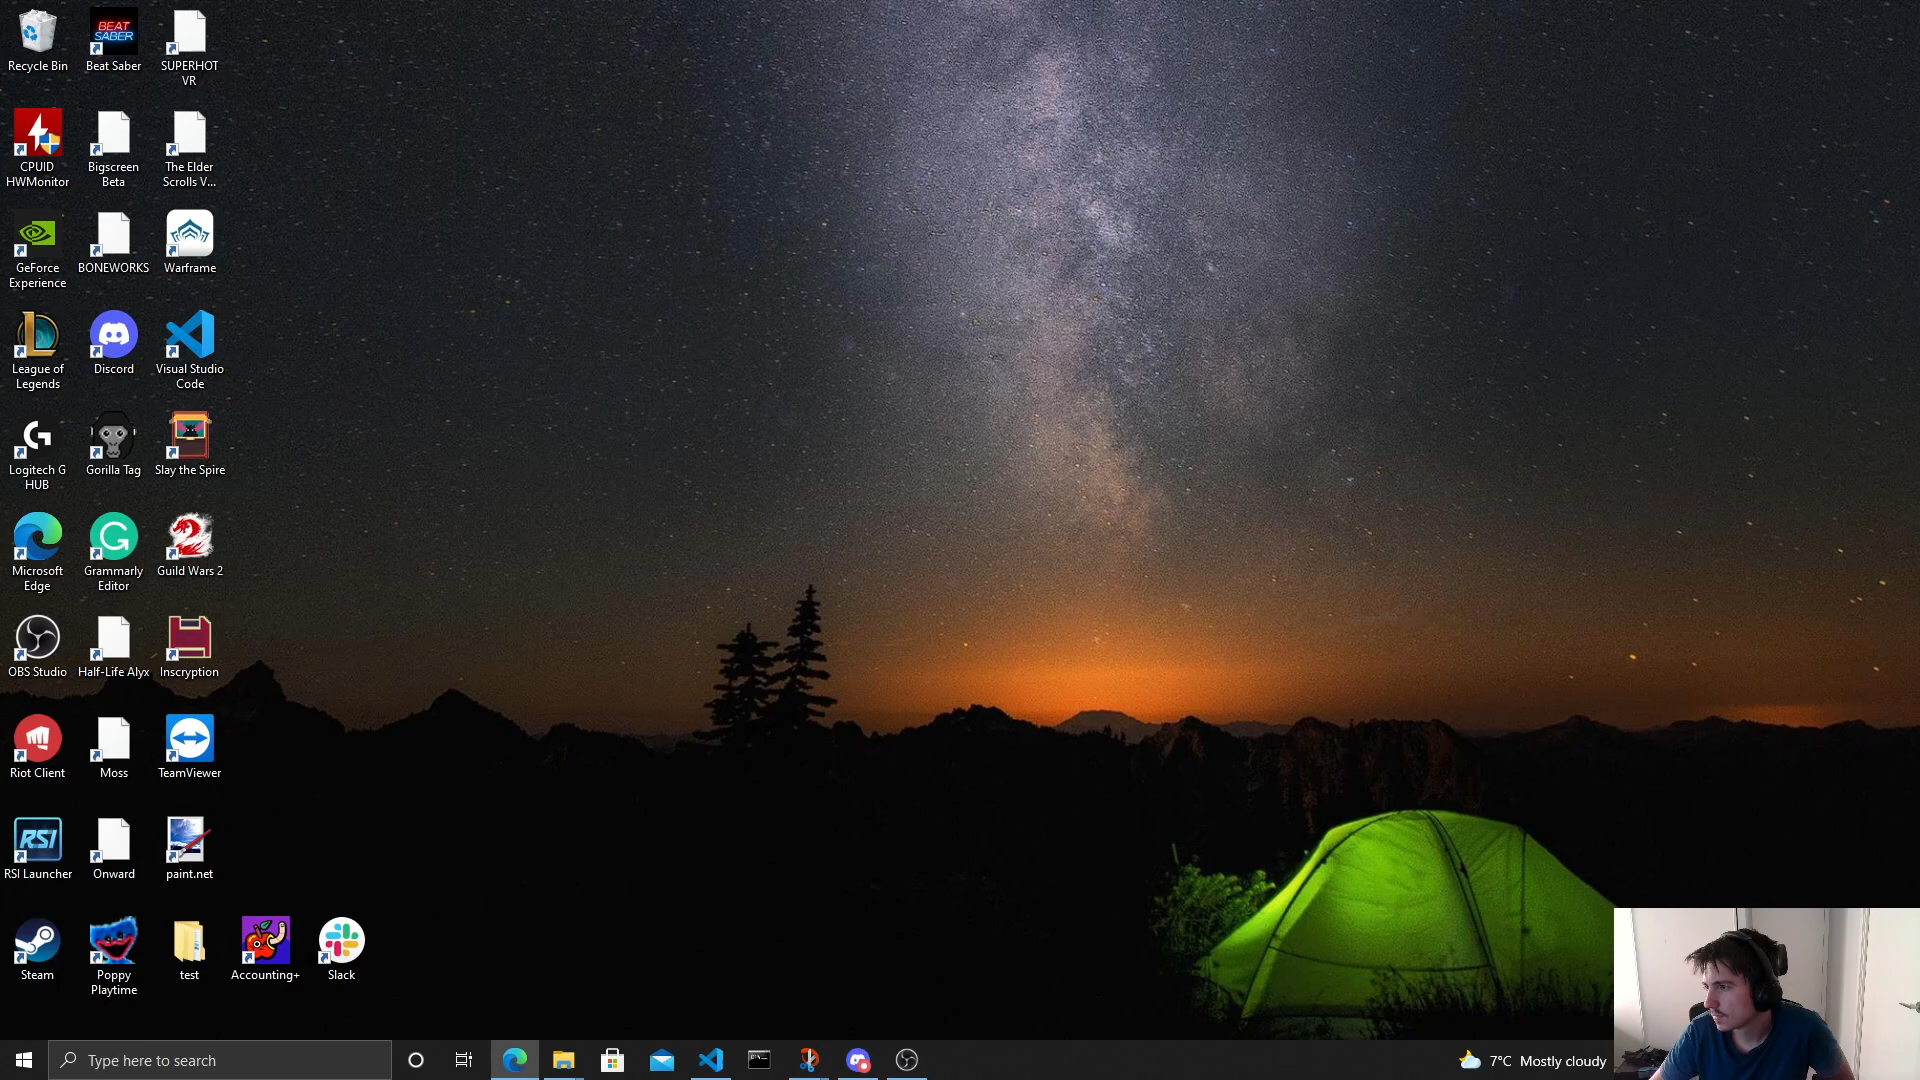 Recycle Bin
BEAT
SABER
Beat Saber
SUPERHOT
VR
CPUID
HWMonitor
Bigscreen
Beta
The Elder
Scrolls V...
GeForce
Experience
BONEWORKS
Warframe
League of
Legends
Discord
Visual Studio
Code
Logitech G
HUB
Gorilla Tag
Slay the Spire
Microsoft
Edge
Grammarly
Editor
Guild Wars 2
OBS Studio
Half-Life Alyx
Inscryption
Riot Client
Moss
TeamViewer
RSI
RSI Launcher
Onward
paint.net
Steam
Poppy
Playtime
test
Accounting+
Slack
Type here to search
7°C Mostly cloudy